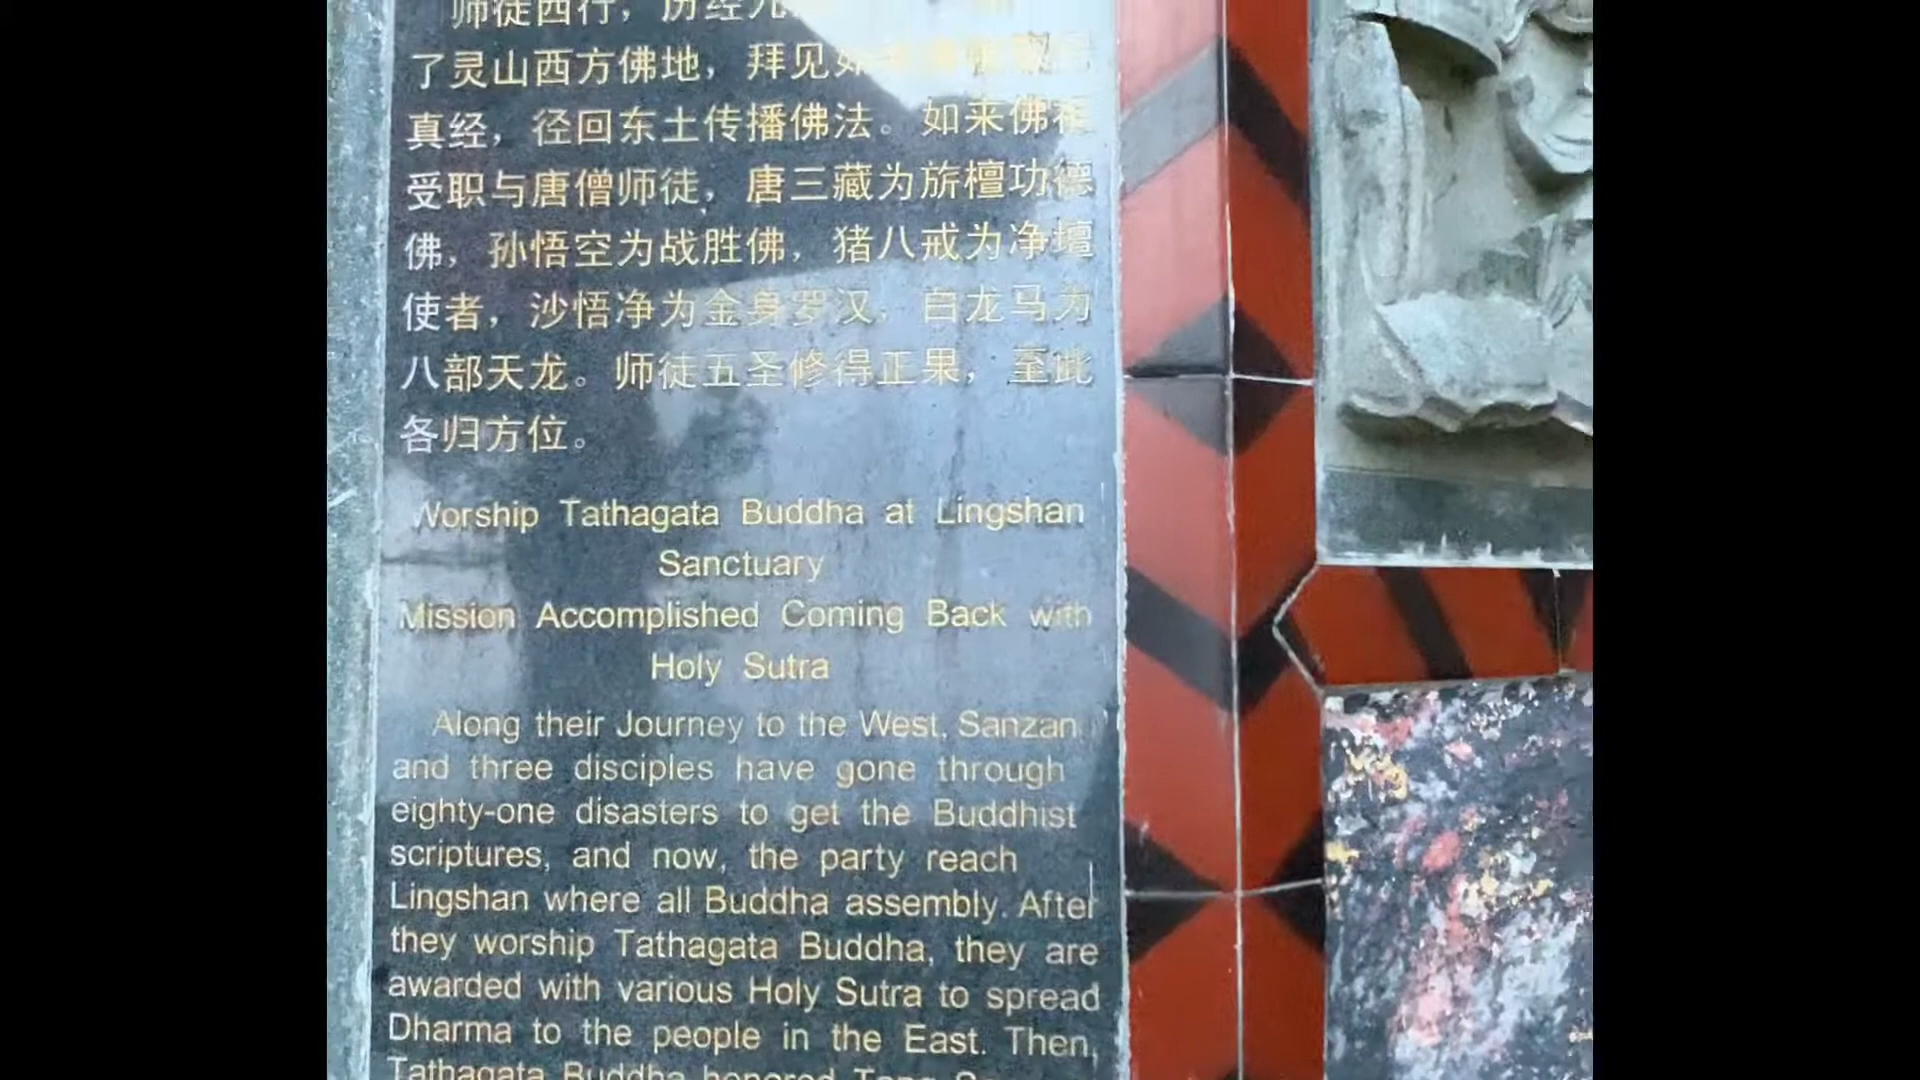 师徒西行，历经九
了灵山西方佛地，拜见如
真经，径回东土传播佛法。如来佛祖
受职与唐僧师徒，唐三藏为旃檀功德
佛，孙悟空为战胜佛，猪八戒为净坛
使者，沙悟净为金身罗汉，白龙马为
八部天龙。师徒五圣修得正果，至此
各归方位。
Worship Tathagata Buddha at Lingshan
Sanctuary
Mission Accomplished Coming Back with
Holy Sutra
Along their Journey to the West, Sanzan
and three disciples have gone through
eighty-one disasters to get the Buddhist
scriptures, and now, the party reach
Lingshan where all Buddha assembly. After
they worship Tathagata Buddha, they are
awarded with various Holy Sutra to spread
Dharma to the people in the East. Then,
Tathagata Buddha honored Tang